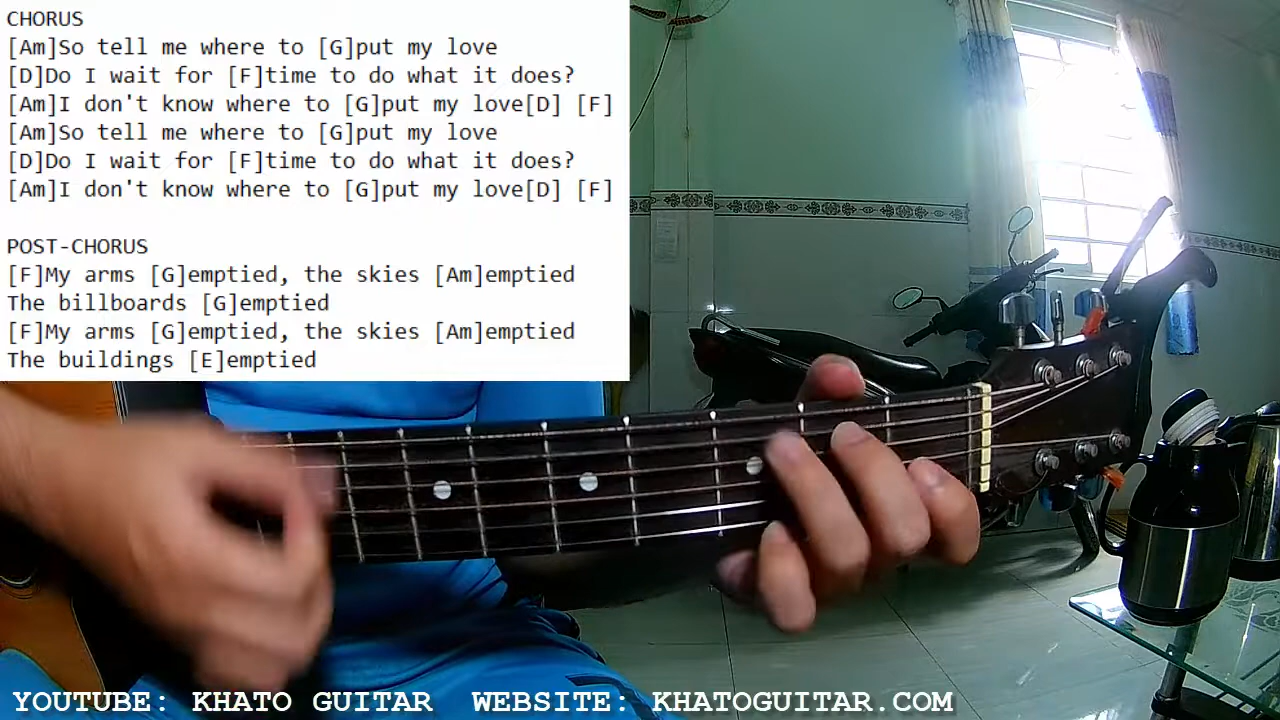 CHORUS
[Am]So tell me where to [G]put my love
[D]Do I wait for [F]time to do what it does?
[Am]I don't know where to [G]put my love[D] [F]
[Am]So tell me where to [G]put my love
[D]Do I wait for [F]time to do what it does?
[Am]I don't know where to [G]put my love[D] [F]
POST-CHORUS
[F]My arms [G]emptied, the skies [Am]emptied
The billboards [G]emptied
[F]My arms [G]emptied, the skies [Am]emptied
The buildings [E]emptied
YOUTUBE: KHATO GUITAR WEBSITE: KHATOGUITAR.COM